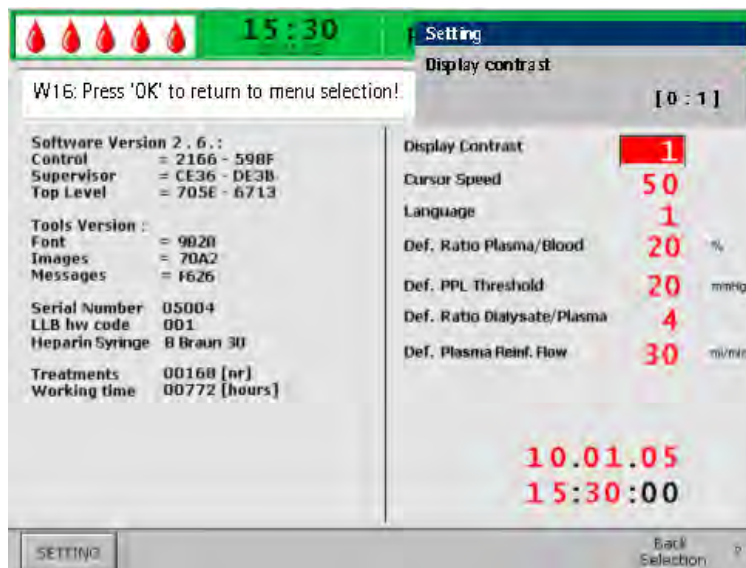 15:30
Setting
Display contrast
[0:1]
W16: Press 'OK' to return to menu selection!
Software Version 2.6.:
Control = 2166 - 598F
Supervisor = CE36 - DE3B
Top Level = 705E - 6713
Tools Version :
Font
Images = 70A2
Messages = F626
Serial Number 05004
LLB hw code 001
Heparin Syringe B Braun 30
Treatments 00168 [nr]
Working time 00772 [hours]
Display Contrast 1
Cursor Speed 50
Language 1
Def. Ratio Plasma/Blood 20 %
Def. PPL Threshold 20 mmHg
Def. Ratio Dialysate/Plasma 4
Def. Plasma Reinf. Flow 30 ml/min
10.01.05
15:30:00
SETTING
Back
Selection